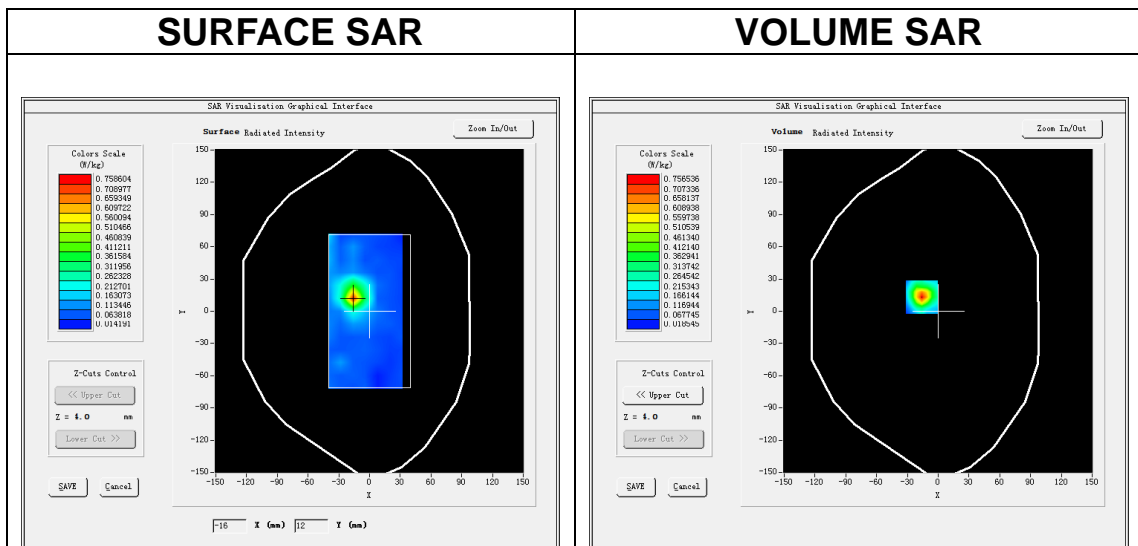 SURFACE SAR
VOLUME SAR
SAR Visualisation Graphical Interface
Surface Radiated Intensity
Zoom In/Out
Colors Scale
(W/kg)
0.758604
0.708977
0.659349
0.609722
0.560094
0.510466
0.460839
0.411211
0.361584
0.311956
0.262328
0.212701
0.163073
0.113446
0.063818
0.014191
Z-Cuts Control
<< Upper Cut
Z = 4.0 mm
Lower Cut >>
SAVE
Cancel
150
120
90
60
30
0
-30
-60
-90
-120
-150
Y
-150 -120 -90 -60 -30 0 30 60 90 120 150
X
-16 X (mm) 12 Y (mm)
SAR Visualisation Graphical Interface
Volume Radiated Intensity
Zoom In/Out
Colors Scale
(W/kg)
0.756536
0.707336
0.658137
0.608938
0.559738
0.510539
0.461340
0.412140
0.362941
0.313742
0.264542
0.215343
0.166144
0.116944
0.067745
0.018545
Z-Cuts Control
<< Upper Cut
Z = 4.0 mm
Lower Cut >>
SAVE
Cancel
150
120
90
60
30
0
-30
-60
-90
-120
-150
Y
-150 -120 -90 -60 -30 0 30 60 90 120 150
X